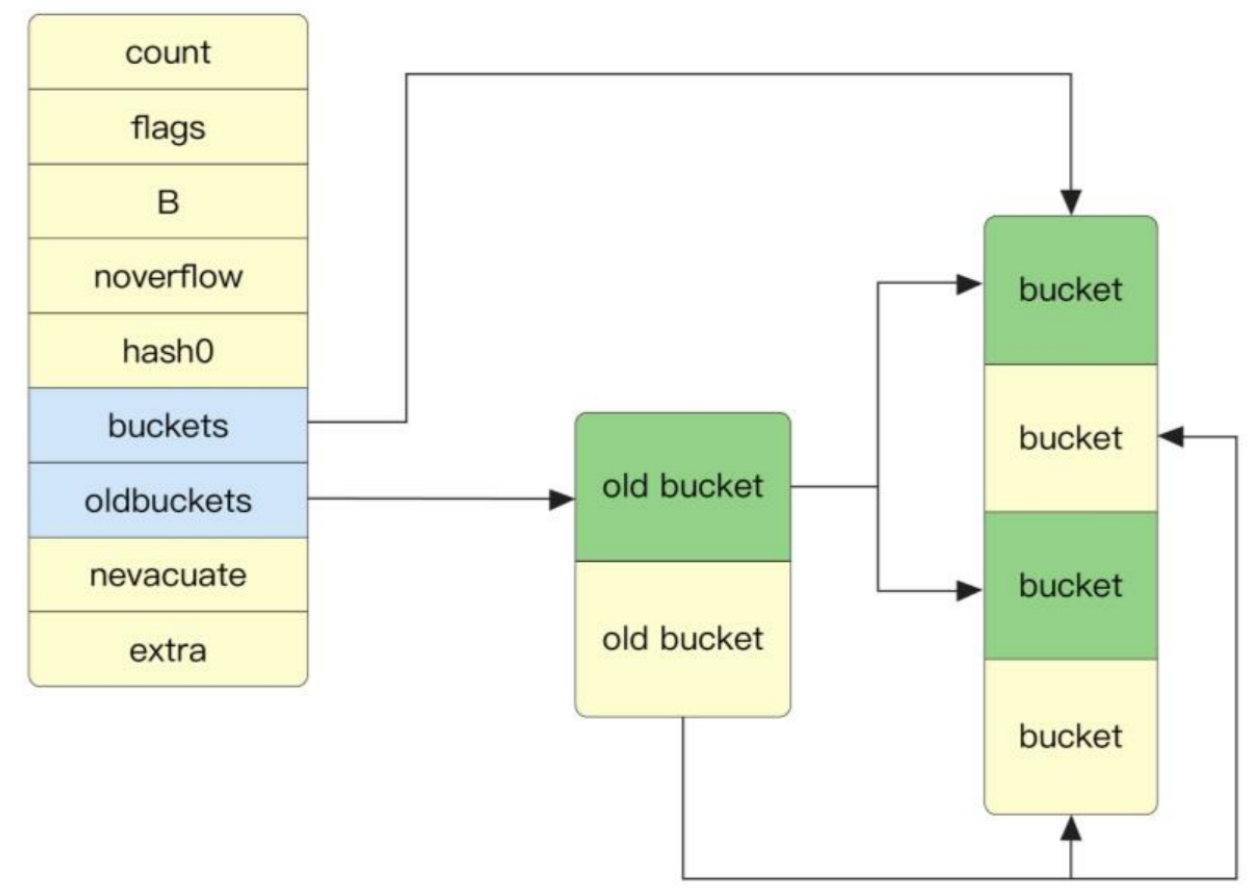 count
flags
B
noverflow
hash0
buckets
oldbuckets
nevacuate
extra
old bucket
old bucket
bucket
bucket
bucket
bucket